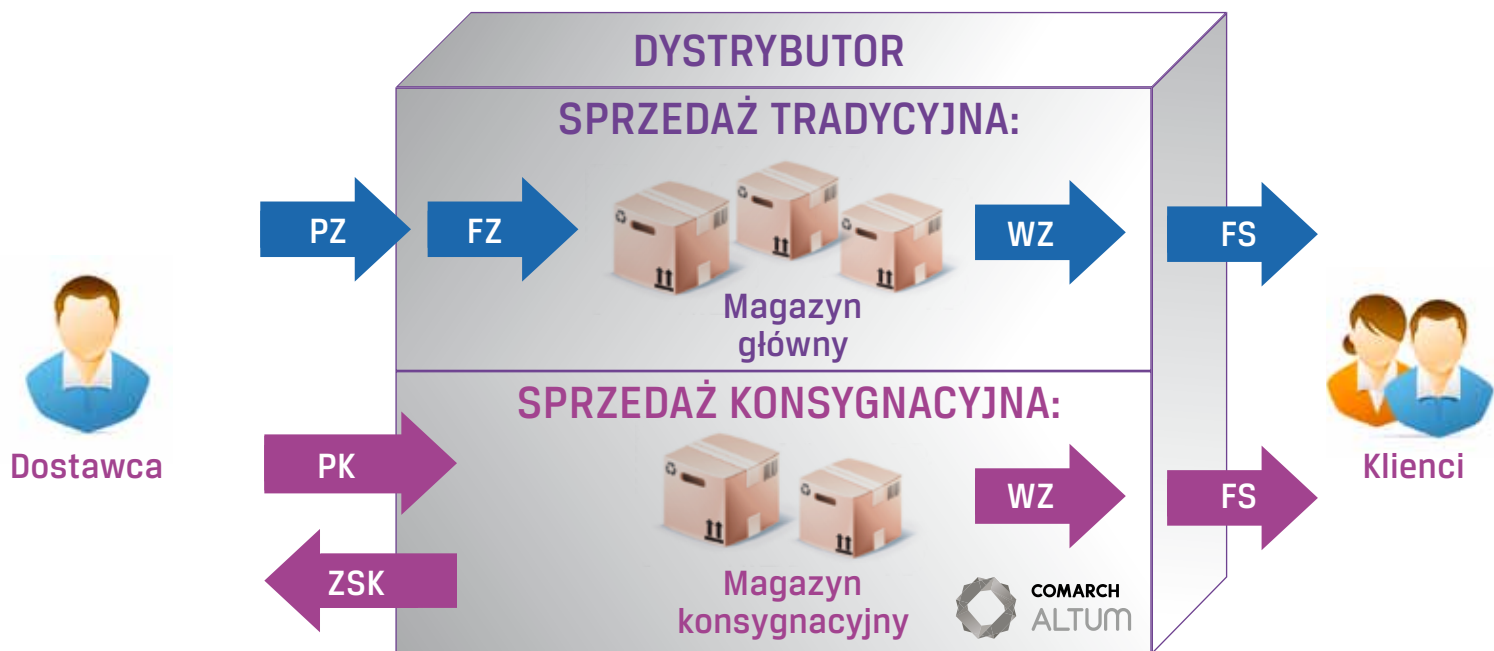 DYSTRYBUTOR
SPRZEDAŻ TRADYCYJNA:
PZ
FZ
WZ
FS
Magazyn
główny
SPRZEDAŻ KONSYGNACYJNA:
Dostawca
PK
WZ
FS
Klienci
ZSK
Magazyn
konsygnacyjny
COMARCH
ALTUM